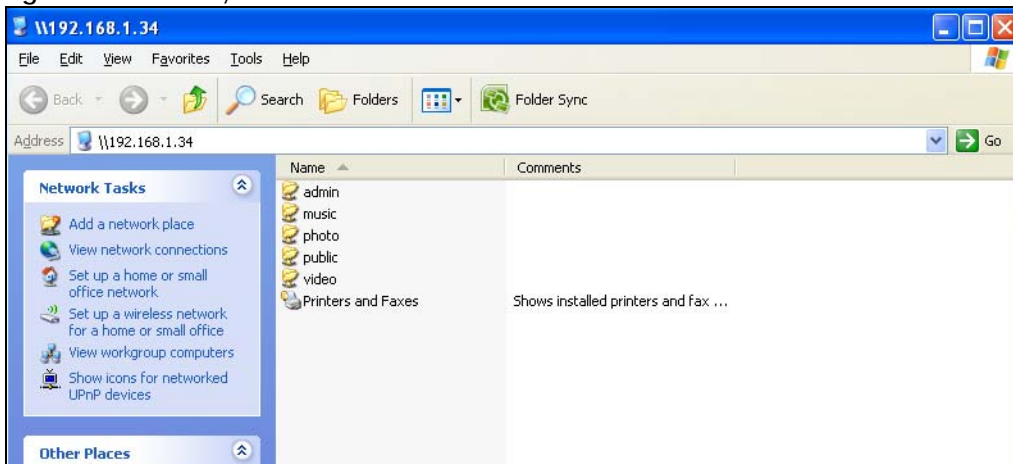 \\192.168.1.34
File Edit View Favorites Tools Help
Back Search Folders Folder Sync
Address \\192.168.1.34 Go
Name Comments
Network Tasks
Add a network place
View network connections
Set up a home or small
office network
Set up a wireless network
for a home or small office
View workgroup computers
Show icons for networked
UPnP devices
Other Places
admin
music
photo
public
video
Printers and Faxes Shows installed printers and fax ...